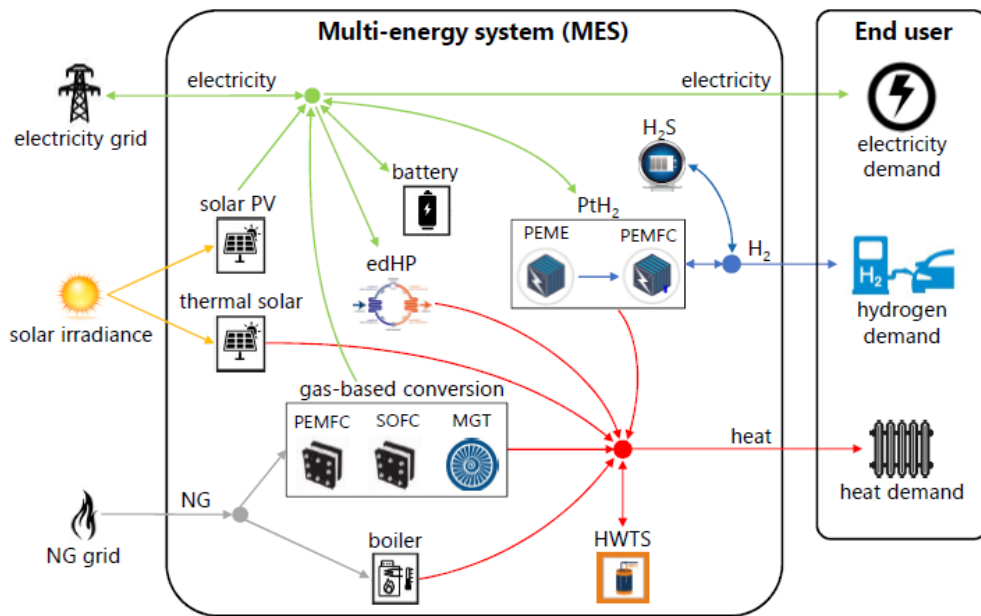 Multi-energy system (MES)
End user
electricity
electricity
electricity grid
H₂S
electricity
demand
battery
solar PV
PtH₂
PEME
PEMFC
edHP
H₂
H₂
thermal solar
solar irradiance
hydrogen
demand
gas-based conversion
PEMFC
SOFC
MGT
heat
NG
heat demand
NG grid
boiler
HWTS